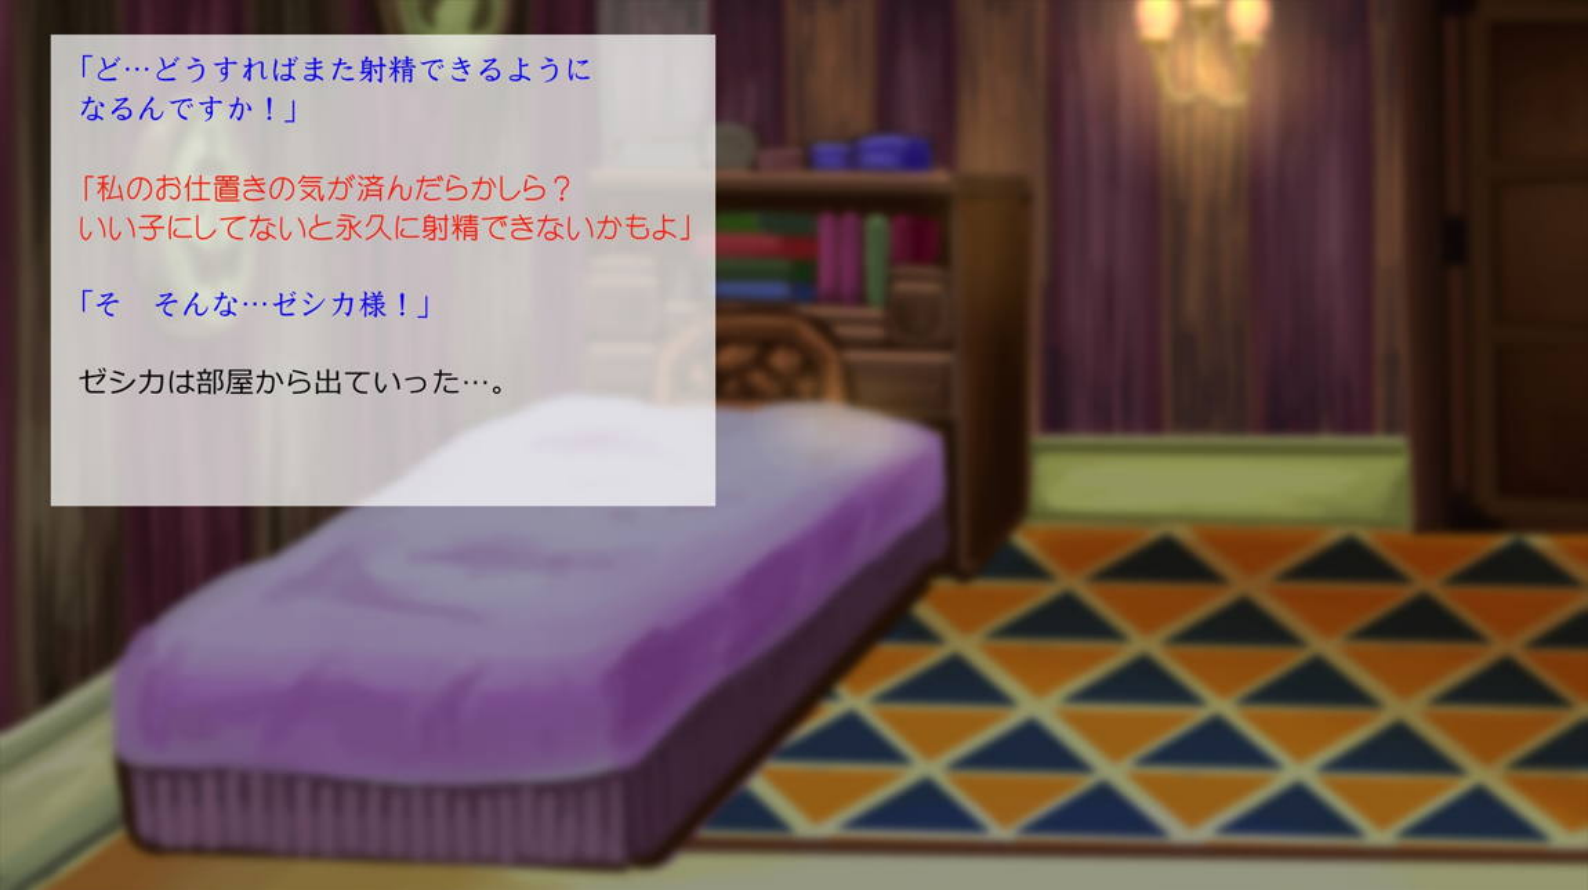 「ど…どうすればまた射精できるように
なるんですか！」
「私のお仕置きの気が済んだらかしら？
いい子にしてないと永久に射精できないかもよ」
「そ　そんな…ゼシカ様！」
ゼシカは部屋から出ていった…。